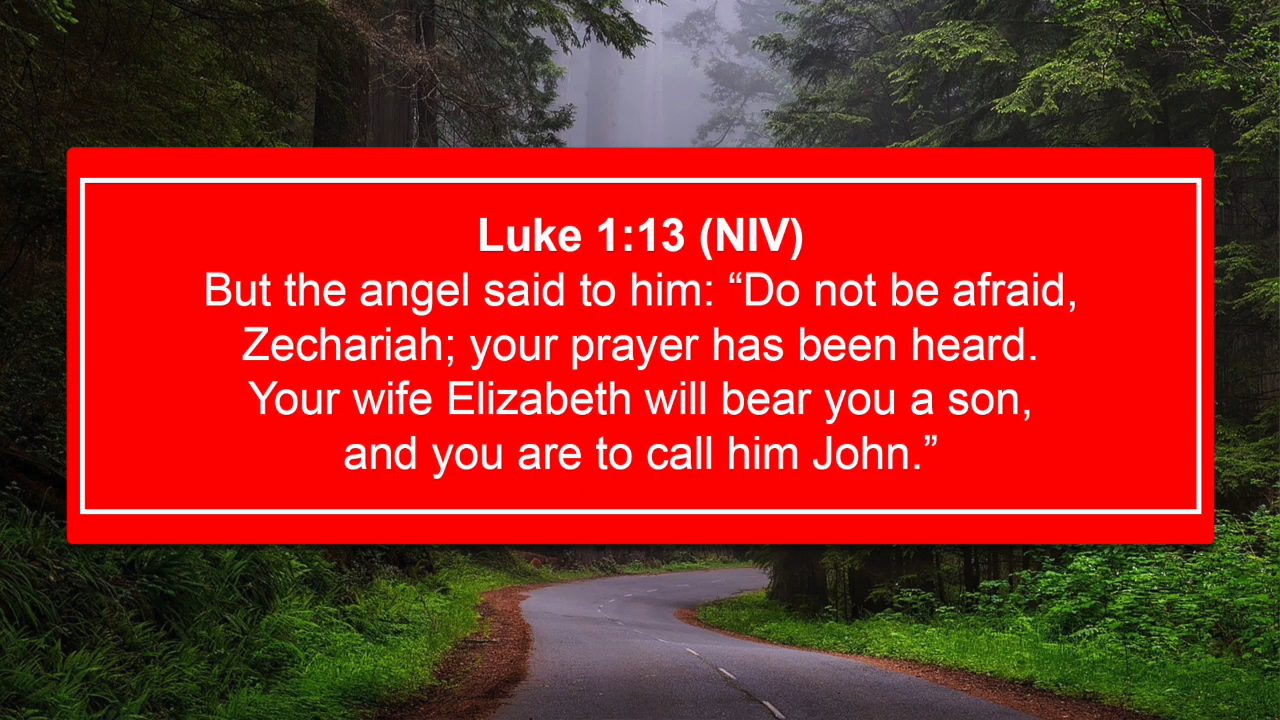 Luke 1:13 (NIV)
But the angel said to him: “Do not be afraid,
Zechariah; your prayer has been heard.
Your wife Elizabeth will bear you a son,
and you are to call him John.”